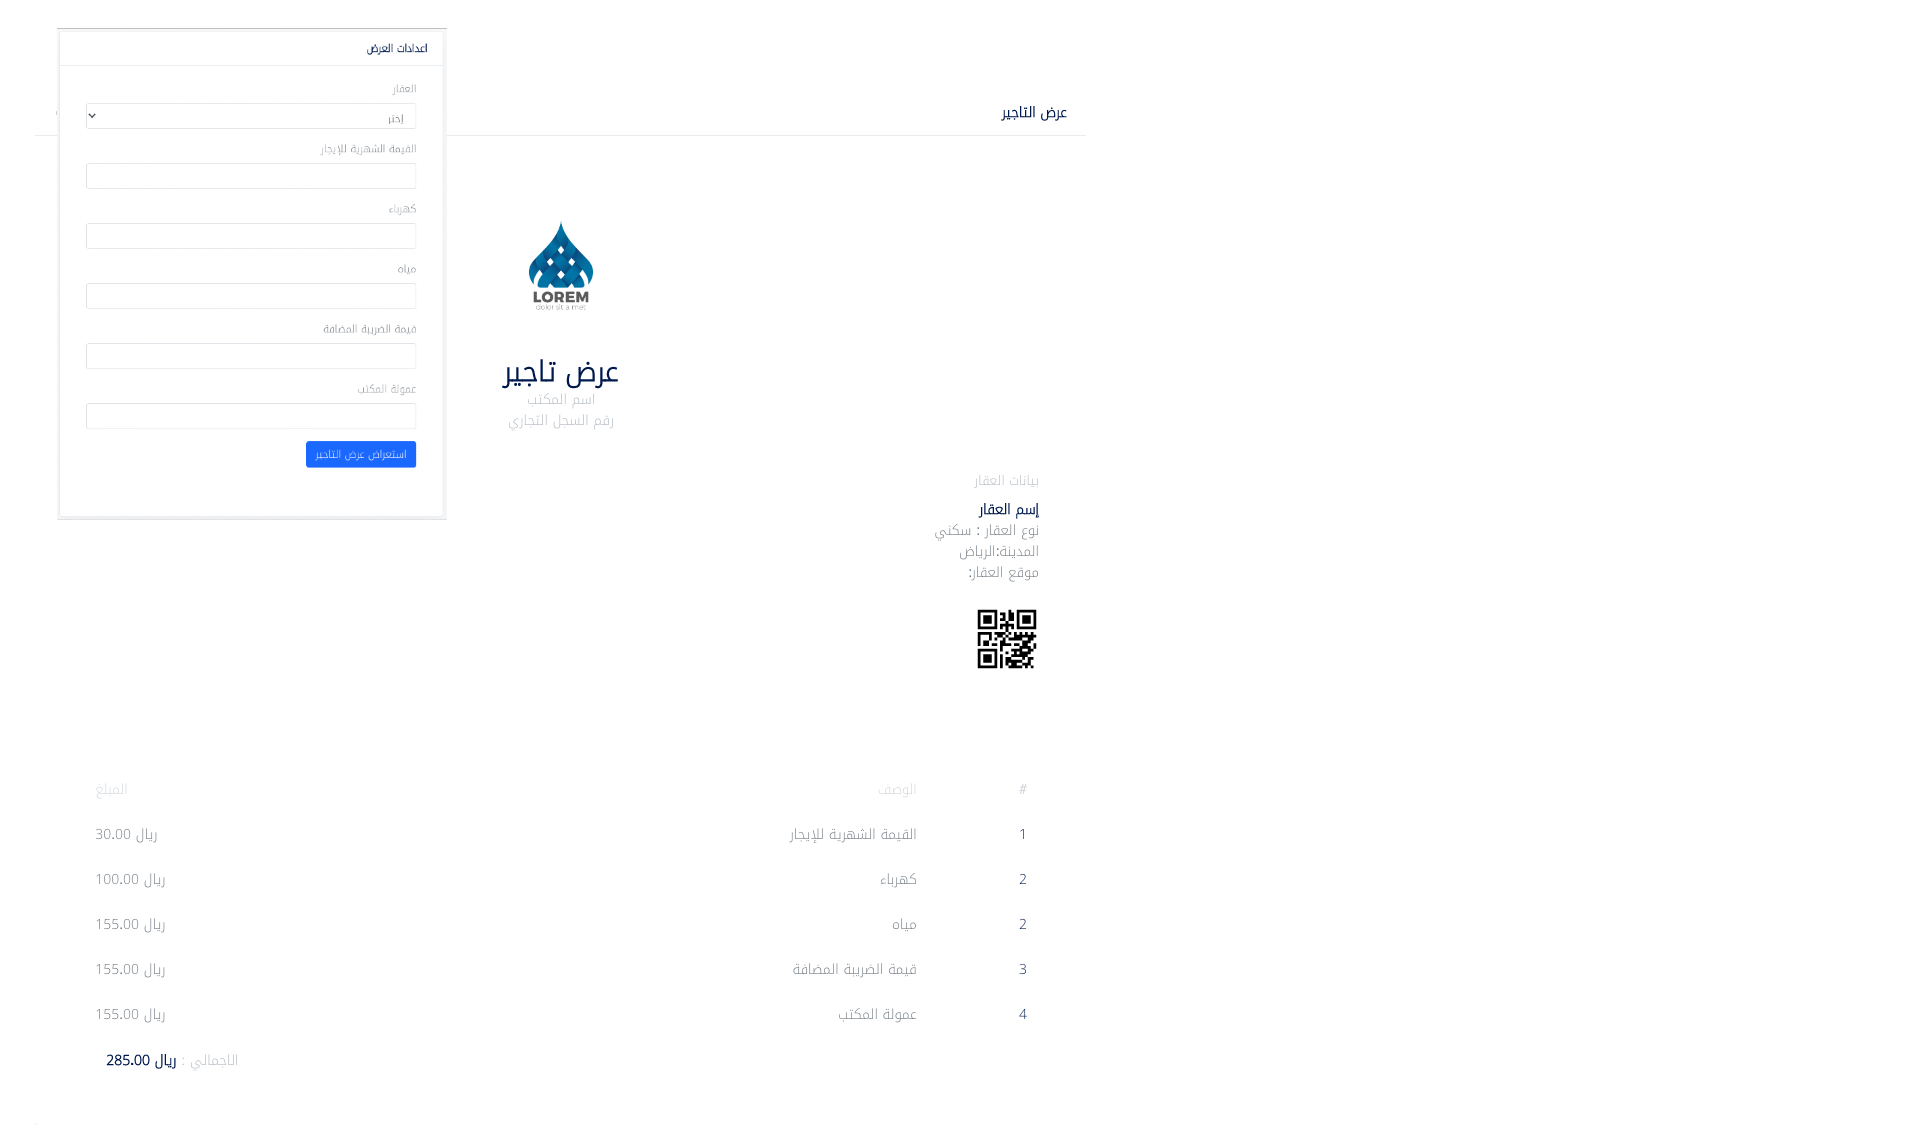 اعدادات العرض
العقار
إختر
القيمة الشهرية للإيجار
كهرباء
مياه
قيمة الضريبة المضافة
عمولة المكتب
استعراض عرض التاجير
عرض التاجير
LOREM
dolor sit a met
عرض تاجير
اسم المكتب
رقم السجل التجاري
بيانات العقار
إسم العقار
نوع العقار : سكني
المدينة:الرياض
موقع العقار:
# الوصف المبلغ
1 القيمة الشهرية للإيجار ريال 30.00
2 كهرباء ريال 100.00
2 مياه ريال 155.00
3 قيمة الضريبة المضافة ريال 155.00
4 عمولة المكتب ريال 155.00
الاجمالي : ريال 285.00